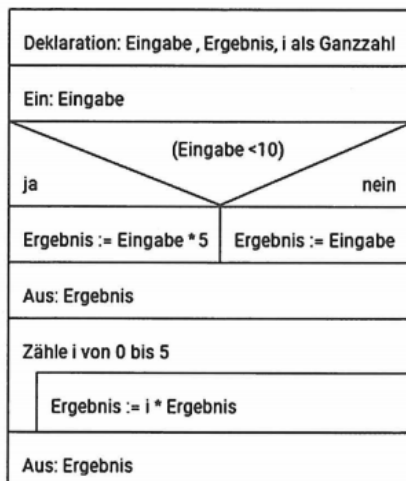 Deklaration: Eingabe , Ergebnis, i als Ganzzahl
Ein: Eingabe
(Eingabe <10)
ja nein
Ergebnis := Eingabe * 5 Ergebnis := Eingabe
Aus: Ergebnis
Zähle i von 0 bis 5
Ergebnis := i * Ergebnis
Aus: Ergebnis